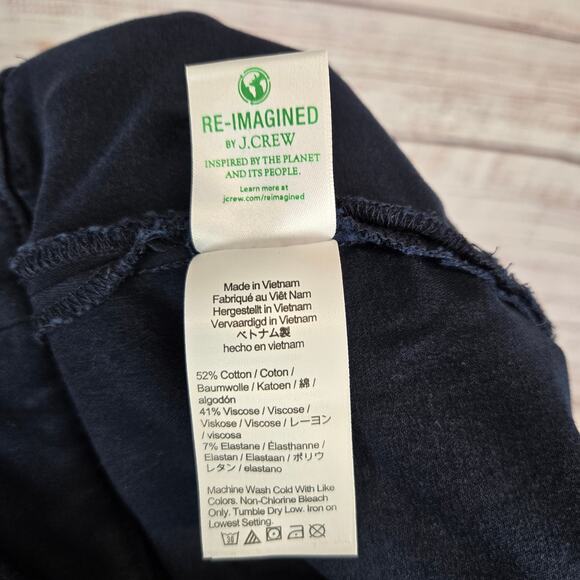 RE-IMAGINED
BY J.CREW
INSPIRED BY THE PLANET
AND ITS PEOPLE.
Learn more at
jcrew.com/reimagined
Made in Vietnam
Fabriqué au Viêt Nam
Hergestellt in Vietnam
Vervaardigd in Vietnam
ベトナム製
hecho en vietnam
52% Cotton / Coton /
Baumwolle / Katoen / 綿 /
algodón
41% Viscose / Viscose /
Viskose / Viscose / レーヨン
/ viscosa
7% Elastane / Élasthanne /
Elastan / Elastaan / ポリウ
レタン / elastano
Machine Wash Cold With Like
Colors. Non-Chlorine Bleach
Only. Tumble Dry Low. Iron on
Lowest Setting.
30